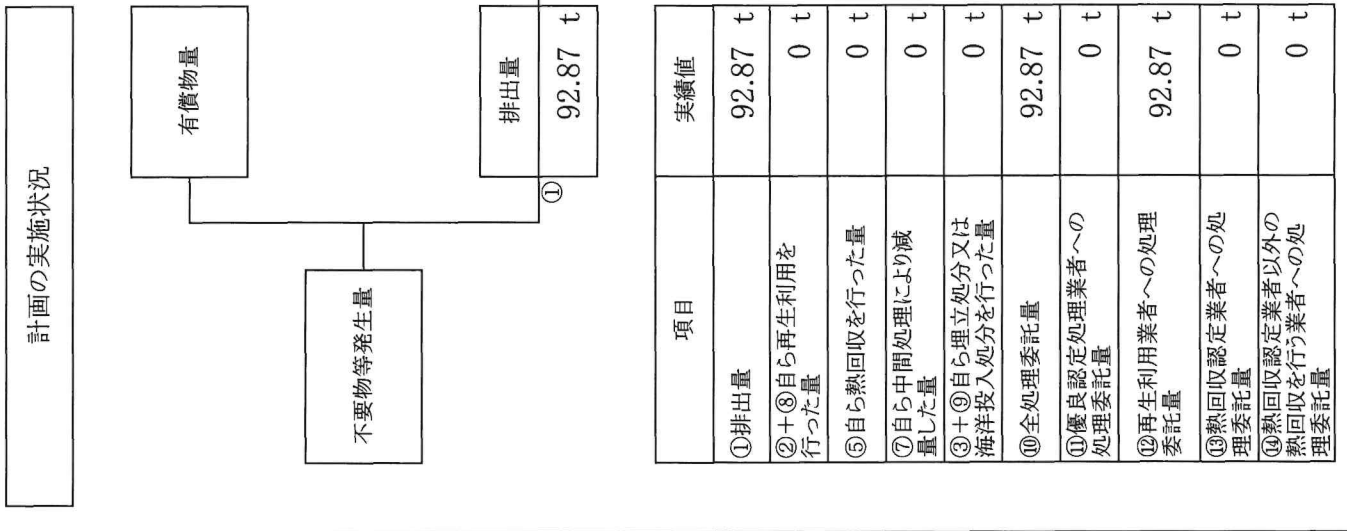 計画の実施状況
有償物量
不要物等発生量
排出量
① 92.87 t
項目 実績値
①排出量 92.87 t
②+⑧自ら再生利用を
行った量 0 t
⑤自ら熱回収を行った量 0 t
⑦自ら中間処理により減
量した量 0 t
③+⑨自ら埋立処分又は
海洋投入処分を行った量 0 t
⑩全処理委託量 92.87 t
⑪優良認定処理業者への
処理委託量 0 t
⑫再生利用業者への処理
委託量 92.87 t
⑬熱回収認定業者への処
理委託量 0 t
⑭熱回収認定業者以外の
熱回収を行う業者への処
理委託量 0 t